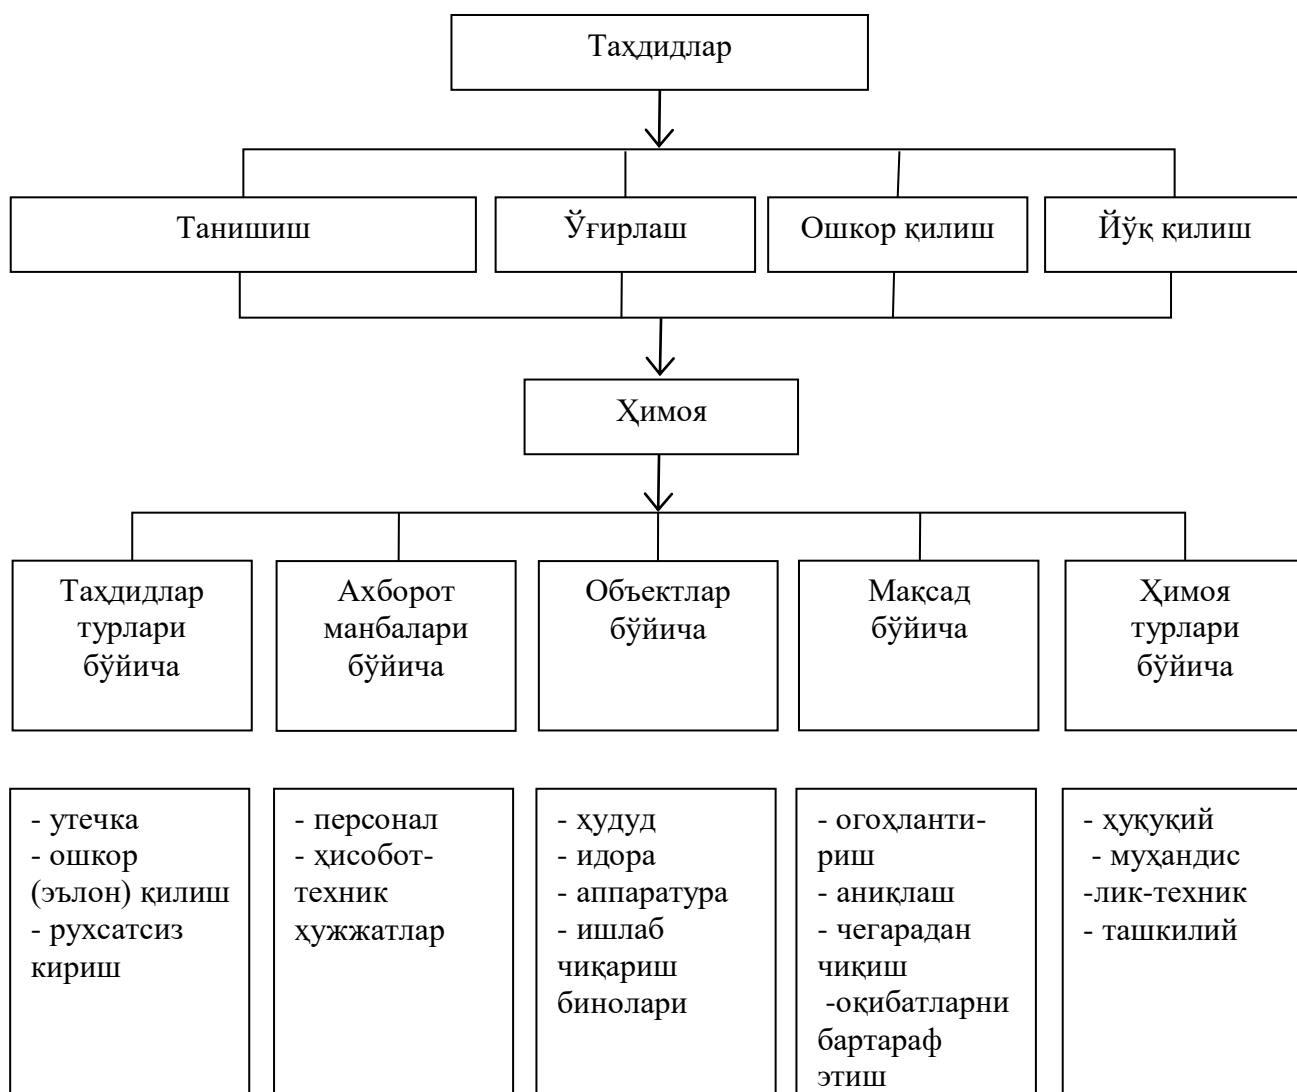 Таҳдидлар
Танишиш
Ўғирлаш
Ошкор қилиш
Йўқ қилиш
Ҳимоя
Таҳдидлар
турлари
бўйича
Ахборот
манбалари
бўйича
Объектлар
бўйича
Мақсад
бўйича
Ҳимоя
турлари
бўйича
- утечка
- ошкор
(эълон) қилиш
- рухсатсиз
кириш
- персонал
- ҳисобот-
техник
ҳужжатлар
- ҳудуд
- идора
- аппаратура
- ишлаб
чиқариш
бинолари
- огоҳланти-
риш
- аниқлаш
- чегарадан
чиқиш
-оқибатларни
бартараф
этиш
- ҳуқуқий
- муҳандис
-лик-техник
- ташкилий